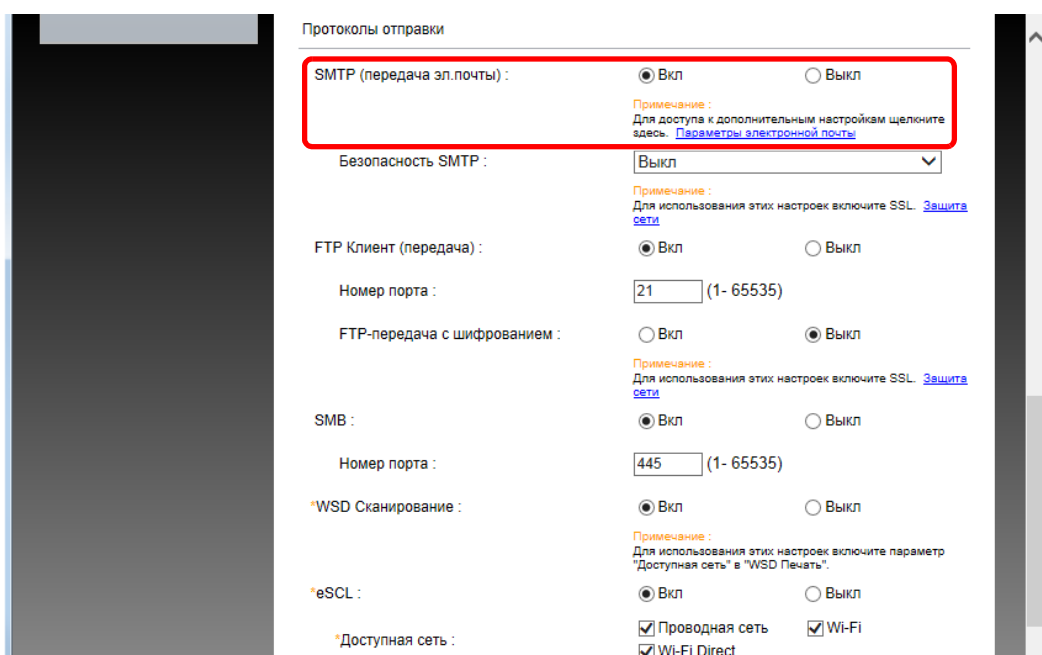 Протоколы отправки
SMTP (передача эл.почты) : Вкл Выкл
Примечание :
Для доступа к дополнительным настройкам щелкните
здесь. Параметры электронной почты
Безопасность SMTP : Выкл
Примечание :
Для использования этих настроек включите SSL. Защита
сети
FTP Клиент (передача) : Вкл Выкл
Номер порта : 21 (1- 65535)
FTP-передача с шифрованием : Вкл Выкл
Примечание :
Для использования этих настроек включите SSL. Защита
сети
SMB : Вкл Выкл
Номер порта : 445 (1- 65535)
*WSD Сканирование : Вкл Выкл
Примечание :
Для использования этих настроек включите параметр
"Доступная сеть" в "WSD Печать".
*eSCL : Вкл Выкл
*Доступная сеть : Проводная сеть Wi-Fi
Wi-Fi Direct